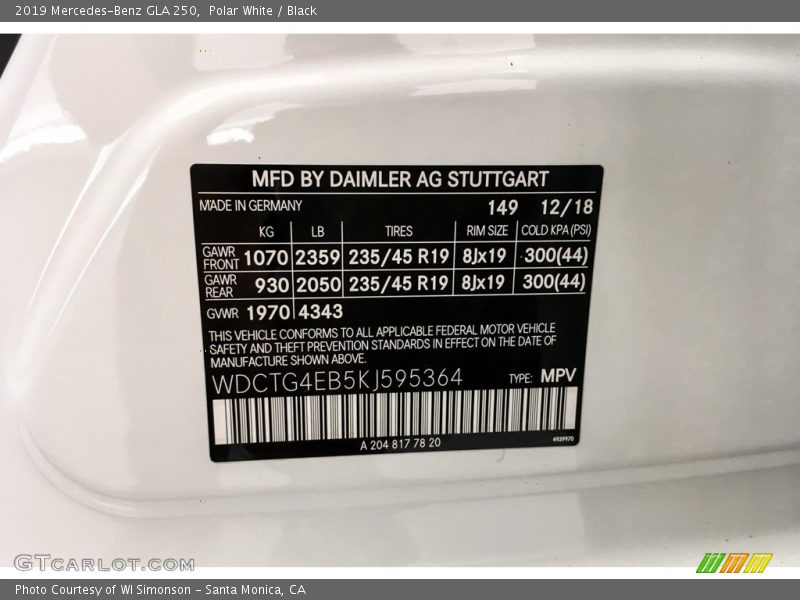 2019 Mercedes-Benz GLA 250, Polar White / Black
MFD BY DAIMLER AG STUTTGART
MADE IN GERMANY 149 12/18
KG LB TIRES RIM SIZE COLD KPA (PSI)
GAWR FRONT 1070 2359 235/45 R19 8Jx19 300(44)
GAWR REAR 930 2050 235/45 R19 8Jx19 300(44)
GVWR 1970 4343
THIS VEHICLE CONFORMS TO ALL APPLICABLE FEDERAL MOTOR VEHICLE
SAFETY AND THEFT PREVENTION STANDARDS IN EFFECT ON THE DATE OF
MANUFACTURE SHOWN ABOVE.
WDCTG4EB5KJ595364 TYPE: MPV
A 204 817 78 20 4939970
GTCARLOT.COM
Photo Courtesy of WI Simonson - Santa Monica, CA